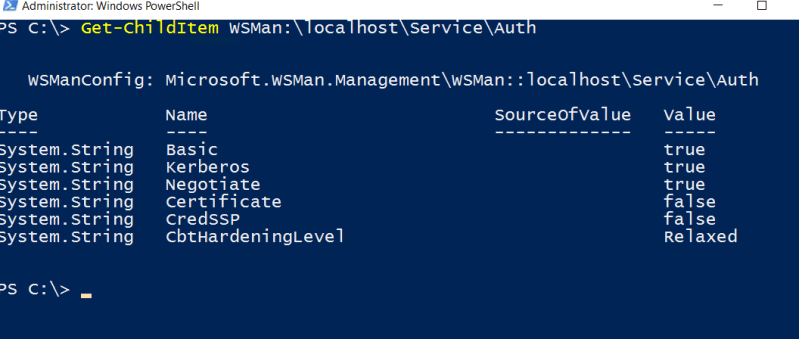 Administrator: Windows PowerShell
PS C:\> Get-ChildItem WSMan:\localhost\Service\Auth
WSManConfig: Microsoft.WSMan.Management\WSMan::localhost\Service\Auth
Type Name SourceOfValue Value
---- ---- ------------- -----
System.String Basic true
System.String Kerberos true
System.String Negotiate true
System.String Certificate false
System.String CredSSP false
System.String CbtHardeningLevel Relaxed
PS C:\>